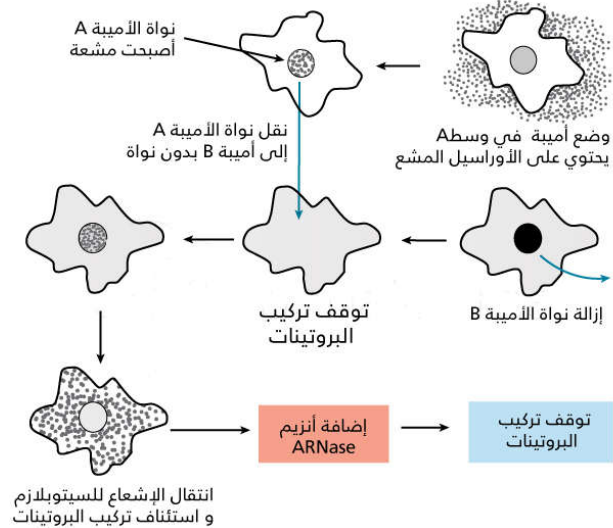 نواة الأميبة A
أصبحت مشعة
وضع أميبة في وسطA
يحتوي على الأوراسيل المشع
نقل نواة الأميبة A
إلى أميبة B بدون نواة
إزالة نواة الأميبة B
توقف تركيب
البروتينات
انتقال الإشعاع للسيتوبلازم
و استئناف تركيب البروتينات
إضافة أنزيم
ARNase
توقف تركيب
البروتينات